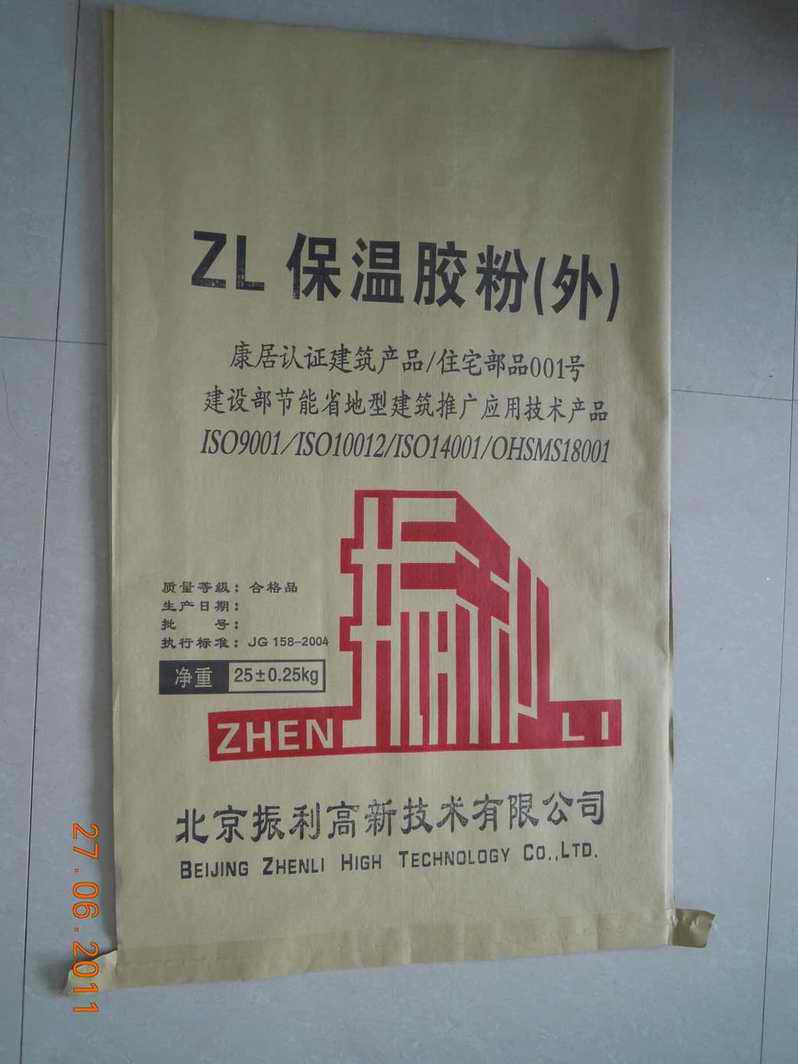 ZL 保温胶粉(外)
康居认证建筑产品/住宅部品001号
建设部节能省地型建筑推广应用技术产品
ISO9001/ISO10012/ISO14001/OHSMS18001
质量等级：合格品
生产日期：
批 号：
执行标准：JG 158-2004
净重 25±0.25kg
振利
ZHEN LI
北京振利高新技术有限公司
BEIJING ZHENLI HIGH TECHNOLOGY CO.,LTD.
27.06.2011